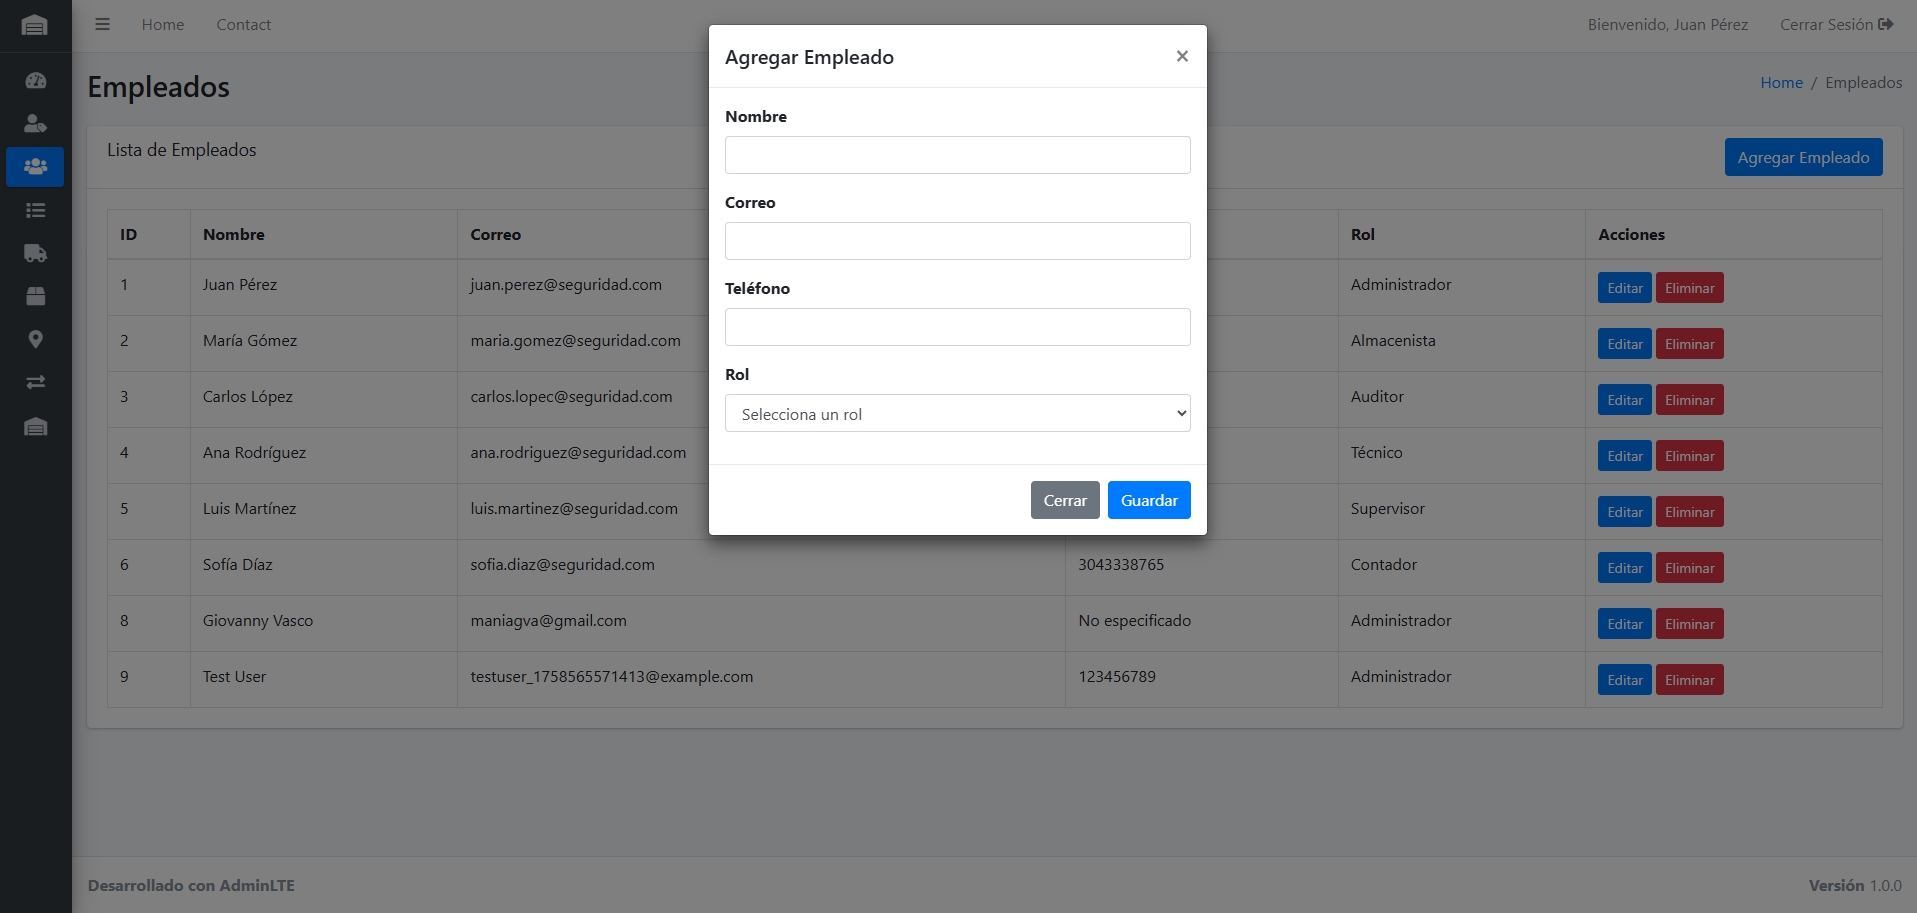 Home Contact Bienvenido, Juan Pérez Cerrar Sesión
Agregar Empleado ×
Empleados Home / Empleados
Lista de Empleados Agregar Empleado
Nombre
Correo
Teléfono
Rol
Selecciona un rol
Cerrar Guardar
ID Nombre Correo Rol Acciones
1 Juan Pérez juan.perez@seguridad.com Administrador Editar Eliminar
2 María Gómez maria.gomez@seguridad.com Almacenista Editar Eliminar
3 Carlos López carlos.lopec@seguridad.com Auditor Editar Eliminar
4 Ana Rodríguez ana.rodriguez@seguridad.com Técnico Editar Eliminar
5 Luis Martínez luis.martinez@seguridad.com Supervisor Editar Eliminar
6 Sofía Díaz sofia.diaz@seguridad.com 3043338765 Contador Editar Eliminar
8 Giovanny Vasco maniagva@gmail.com No especificado Administrador Editar Eliminar
9 Test User testuser_1758565571413@example.com 123456789 Administrador Editar Eliminar
Desarrollado con AdminLTE Versión 1.0.0